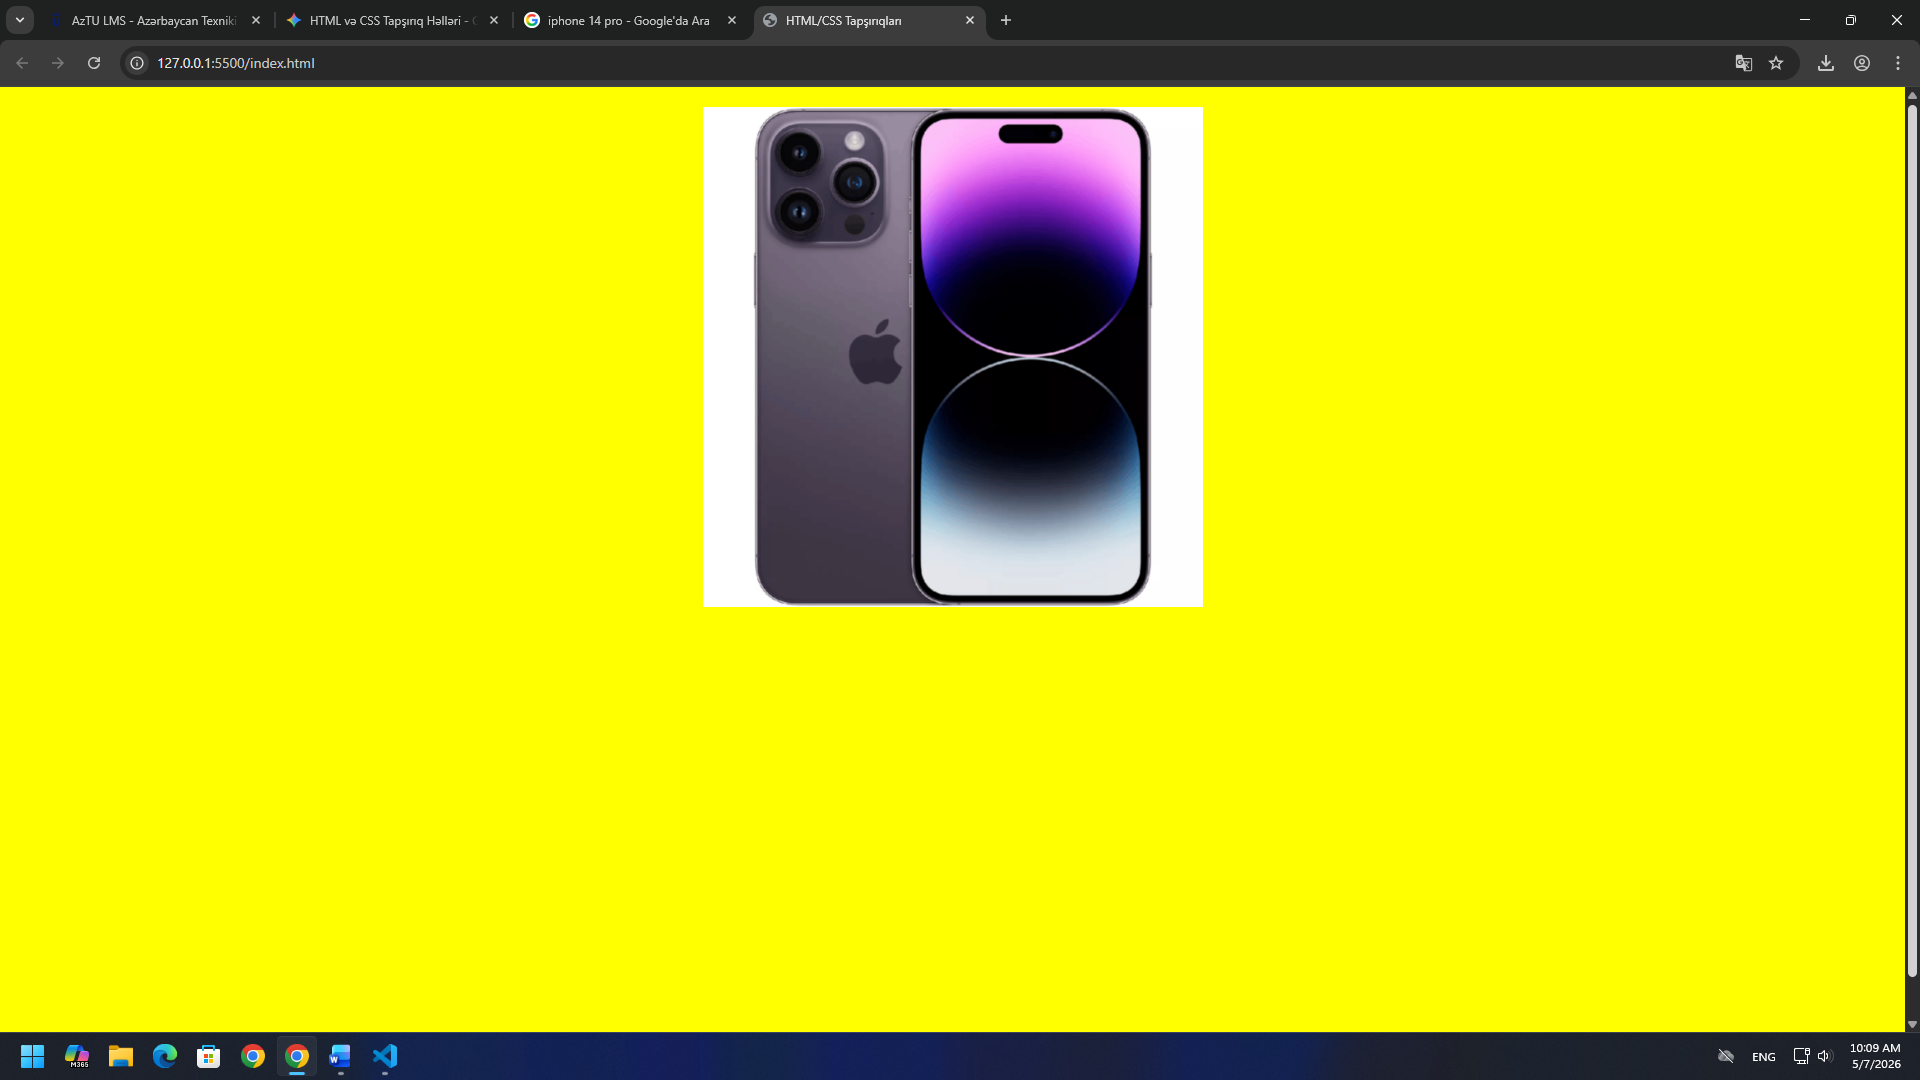 AzTU LMS - Azərbaycan Texniki
HTML və CSS Tapşırıq Həlləri -
iphone 14 pro - Google'da Ara
HTML/CSS Tapşırıqları
127.0.0.1:5500/index.html
M365
ENG
10:09 AM
5/7/2026